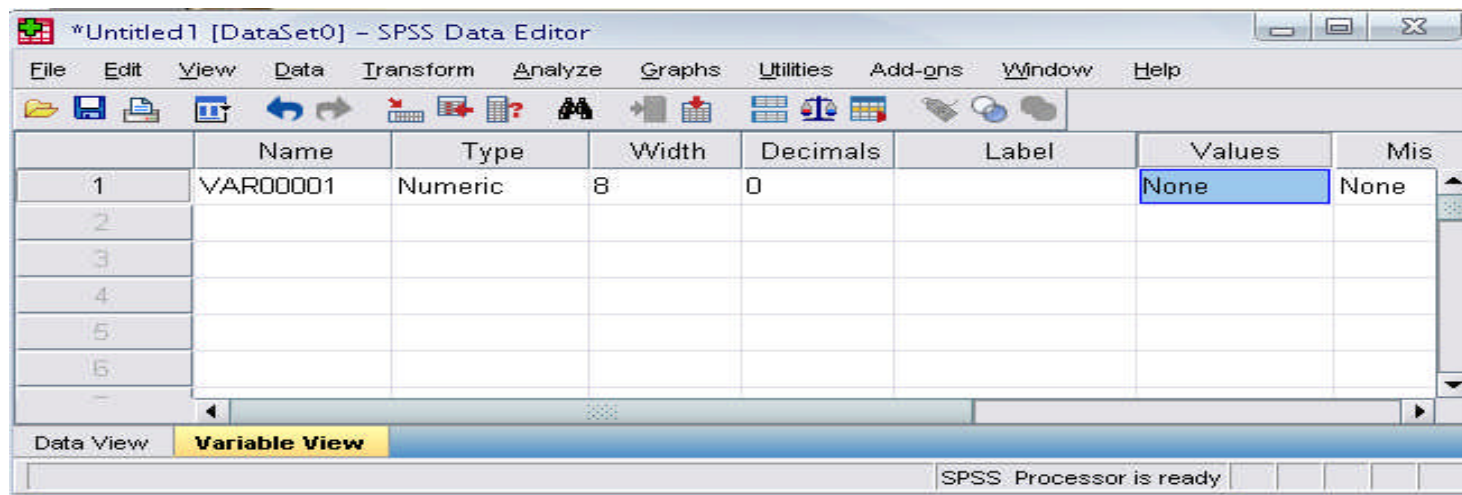 *Untitled1 [DataSet0] - SPSS Data Editor
File Edit View Data Transform Analyze Graphs Utilities Add-ons Window Help
Name Type Width Decimals Label Values Mis
1 VAR00001 Numeric 8 0 None None
2
3
4
5
6
Data View Variable View
SPSS Processor is ready